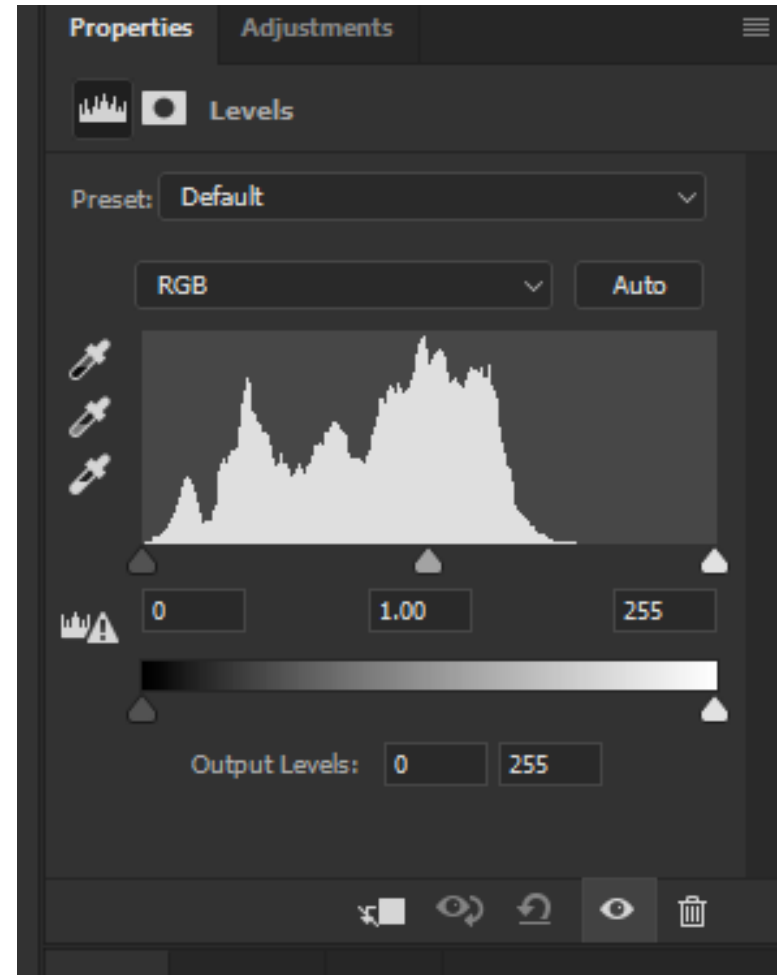 Properties Adjustments
Levels
Preset: Default
RGB Auto
0 1.00 255
Output Levels: 0 255